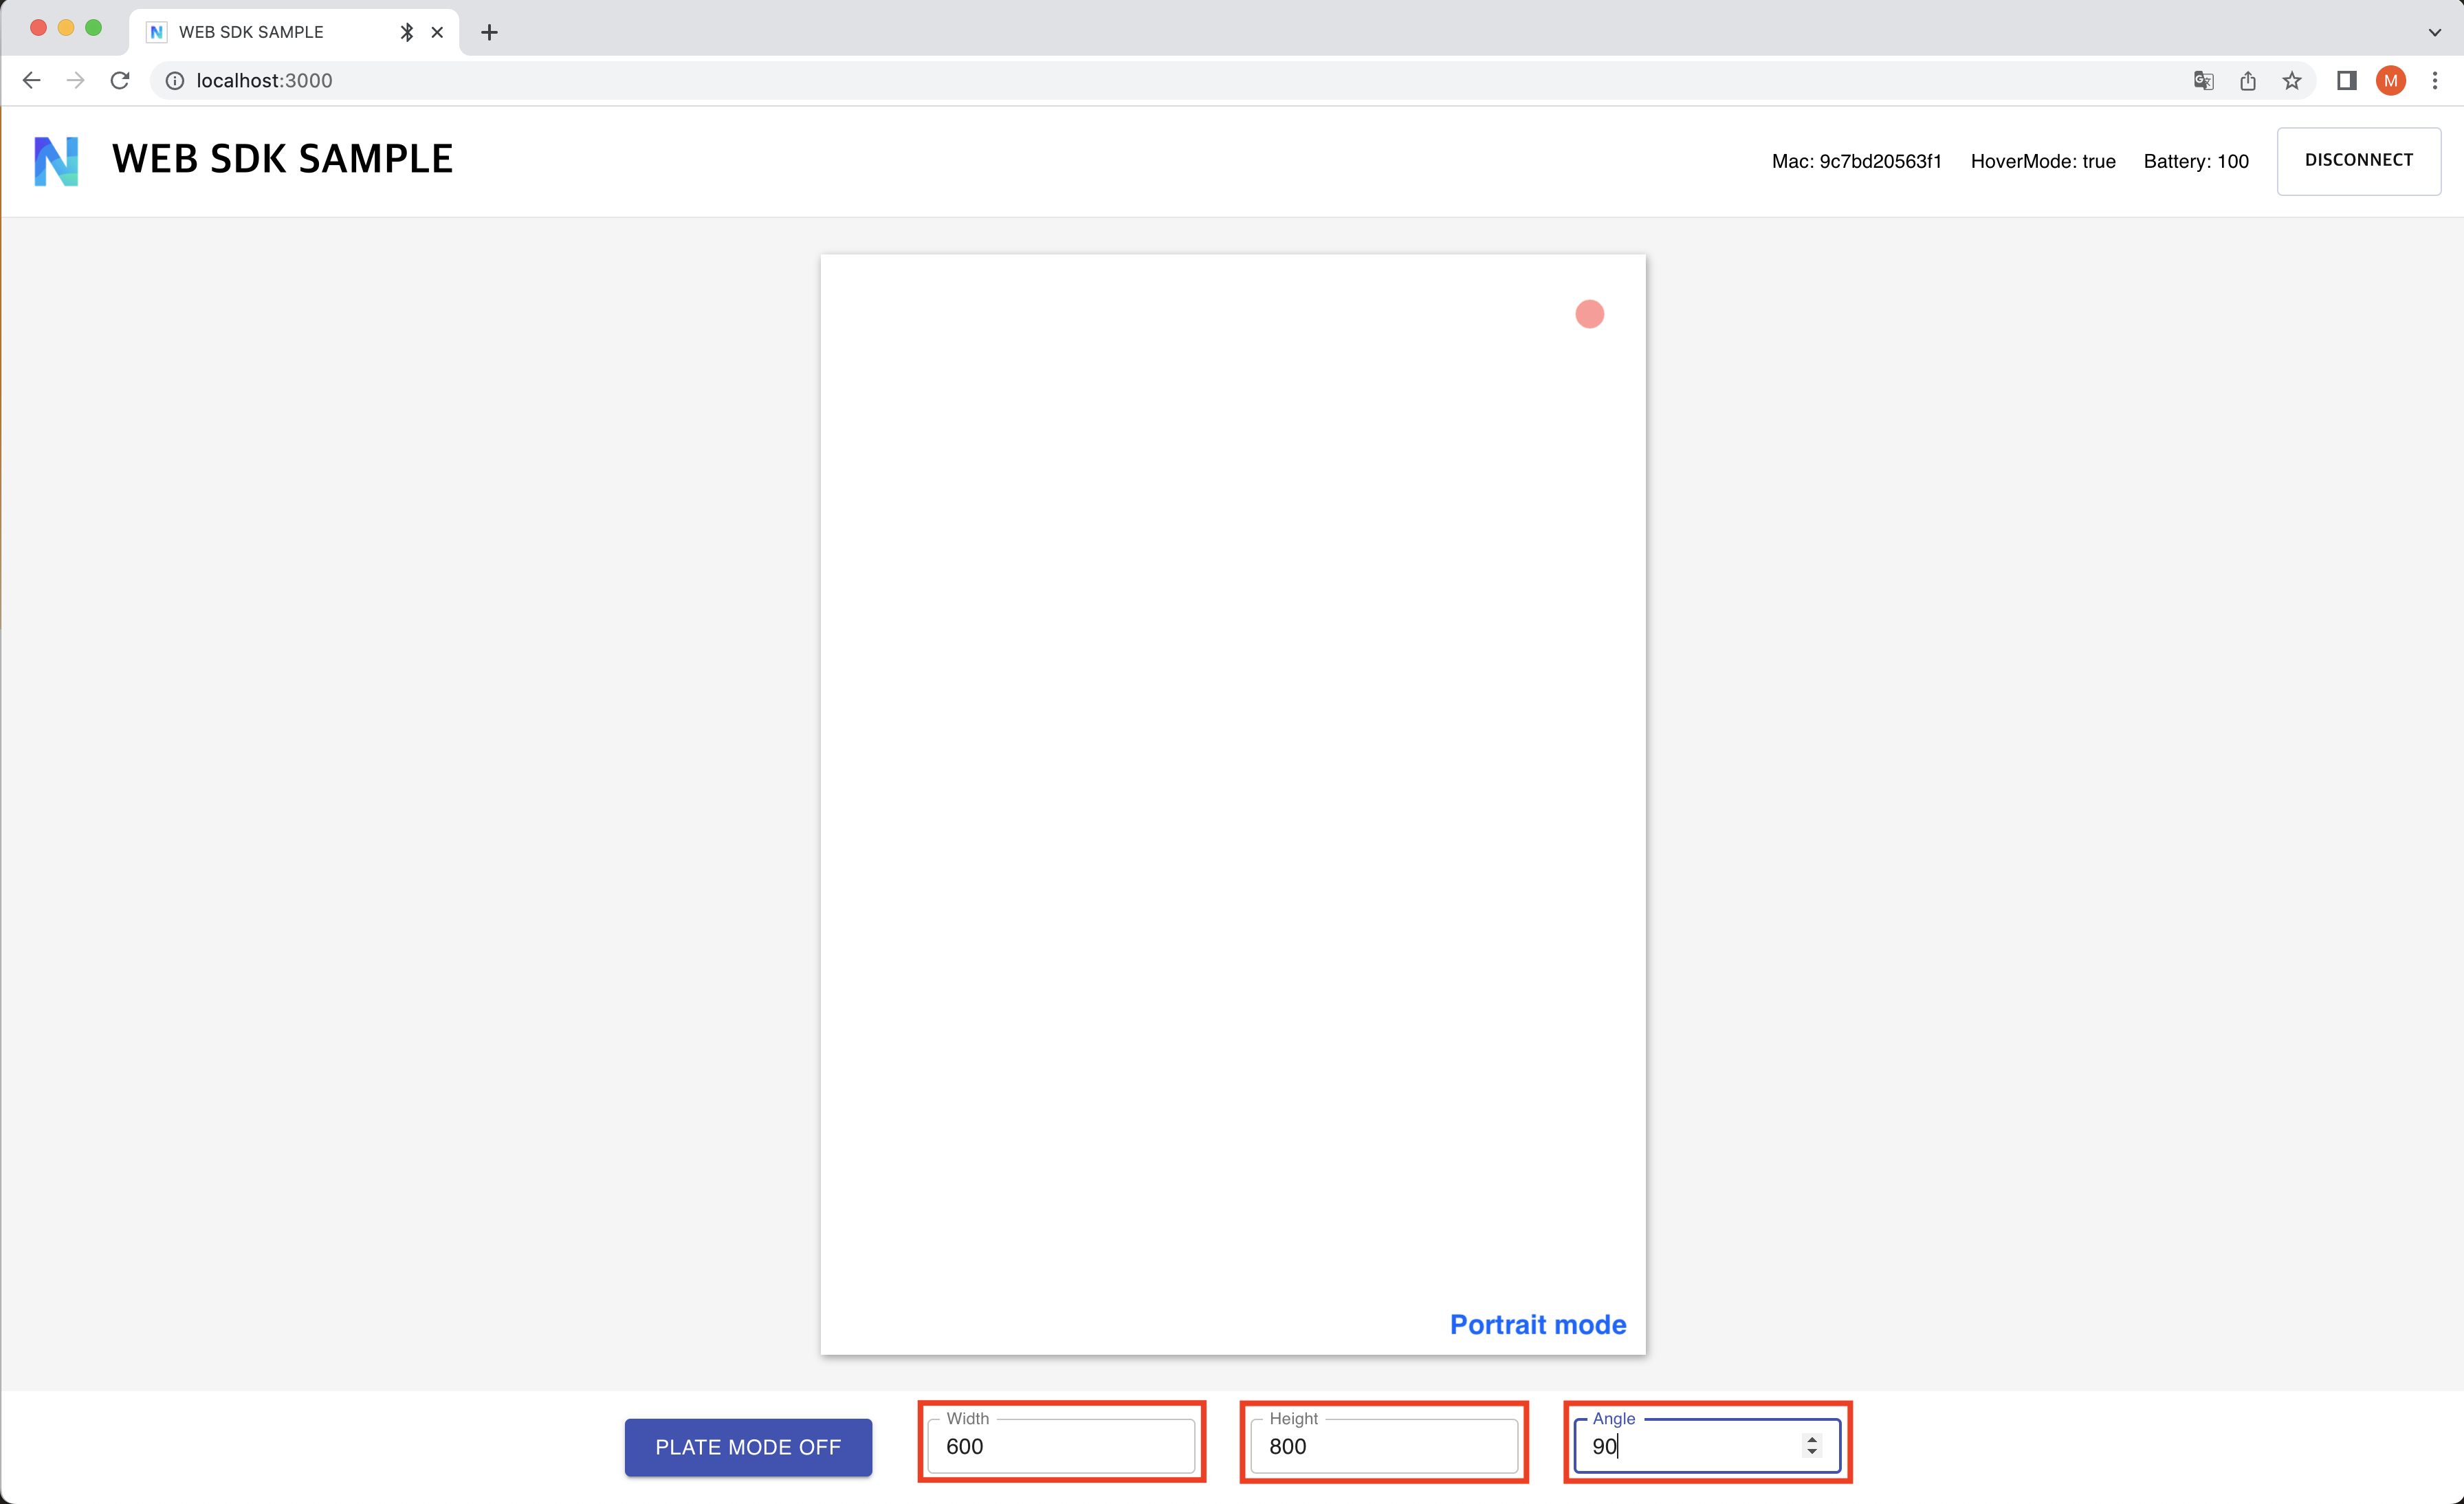 WEB SDK SAMPLE
localhost:3000
M
WEB SDK SAMPLE
Mac: 9c7bd20563f1 HoverMode: true Battery: 100 DISCONNECT
Portrait mode
PLATE MODE OFF
Width
600
Height
800
Angle
90